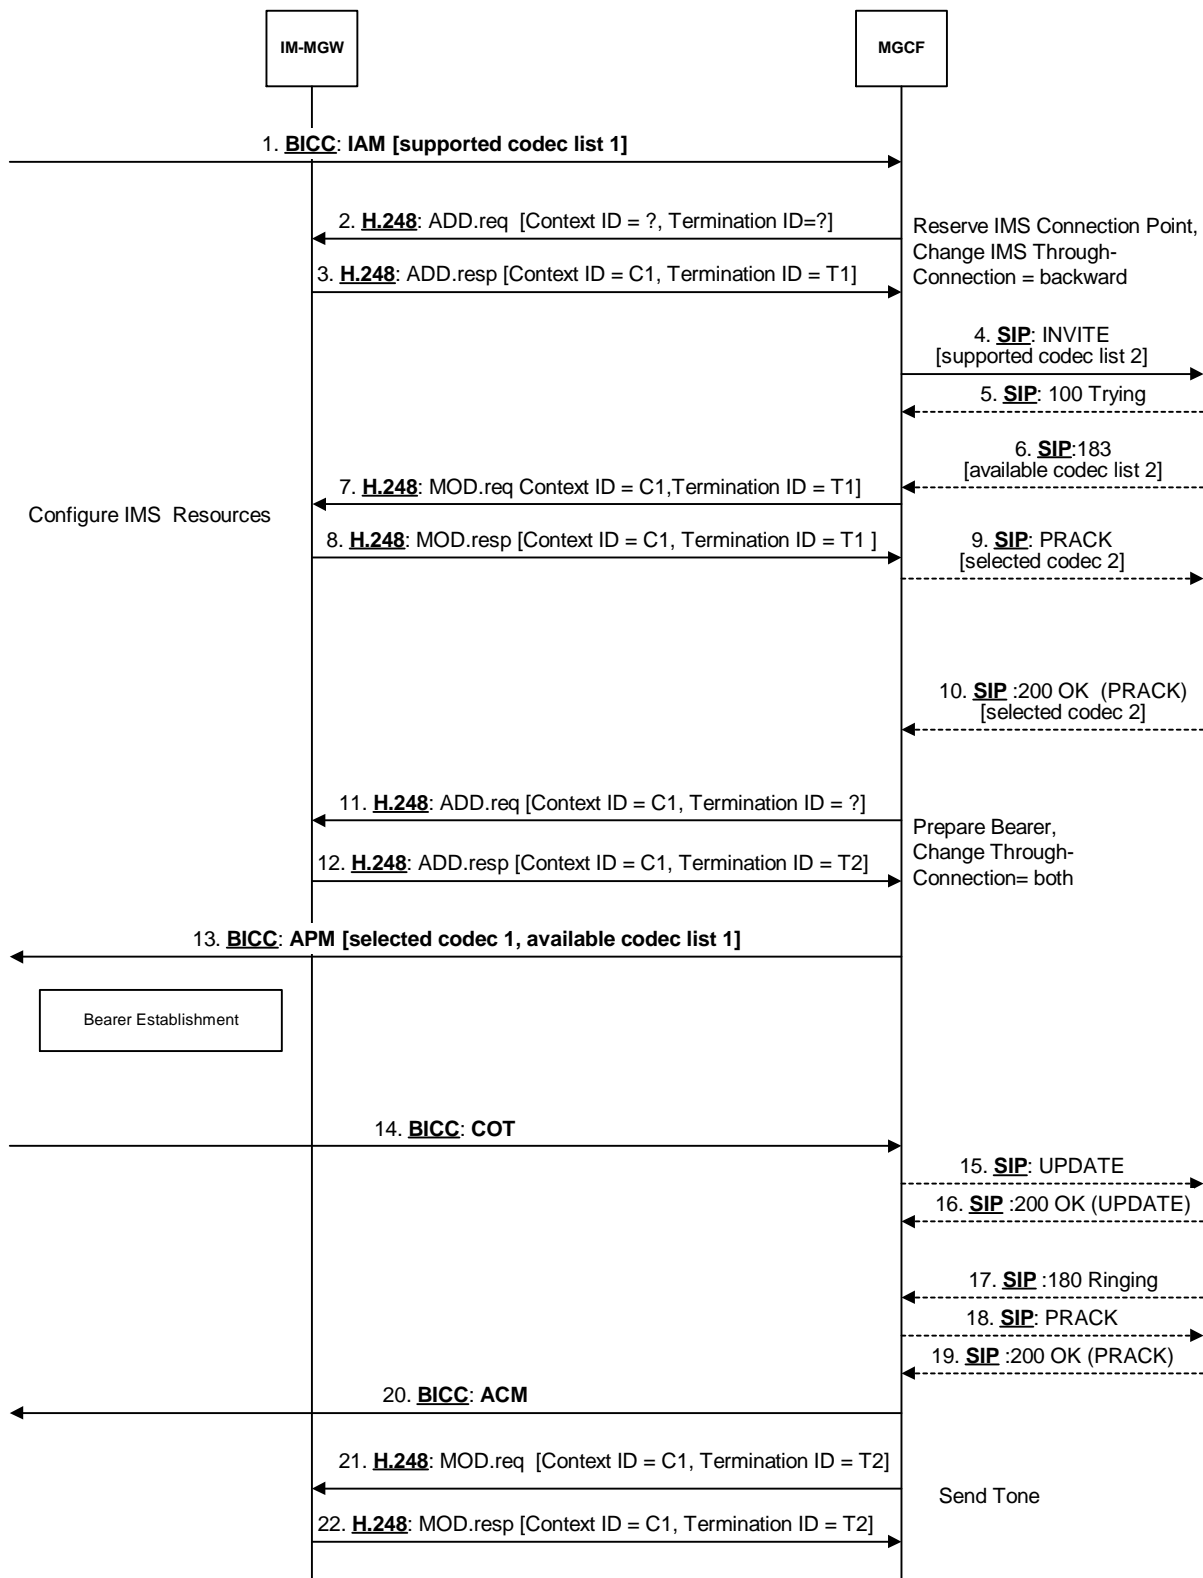 IM-MGW
MGCF
1. BICC: IAM [supported codec list 1]
2. H.248: ADD.req [Context ID = ?, Termination ID=?]
Reserve IMS Connection Point,
Change IMS Through-
Connection = backward
3. H.248: ADD.resp [Context ID = C1, Termination ID = T1]
4. SIP: INVITE
[supported codec list 2]
5. SIP: 100 Trying
6. SIP:183
[available codec list 2]
7. H.248: MOD.req Context ID = C1,Termination ID = T1]
Configure IMS Resources
8. H.248: MOD.resp [Context ID = C1, Termination ID = T1 ]
9. SIP: PRACK
[selected codec 2]
10. SIP :200 OK (PRACK)
[selected codec 2]
11. H.248: ADD.req [Context ID = C1, Termination ID = ?]
Prepare Bearer,
Change Through-
Connection= both
12. H.248: ADD.resp [Context ID = C1, Termination ID = T2]
13. BICC: APM [selected codec 1, available codec list 1]
Bearer Establishment
14. BICC: COT
15. SIP: UPDATE
16. SIP :200 OK (UPDATE)
17. SIP :180 Ringing
18. SIP: PRACK
19. SIP :200 OK (PRACK)
20. BICC: ACM
21. H.248: MOD.req [Context ID = C1, Termination ID = T2]
Send Tone
22. H.248: MOD.resp [Context ID = C1, Termination ID = T2]